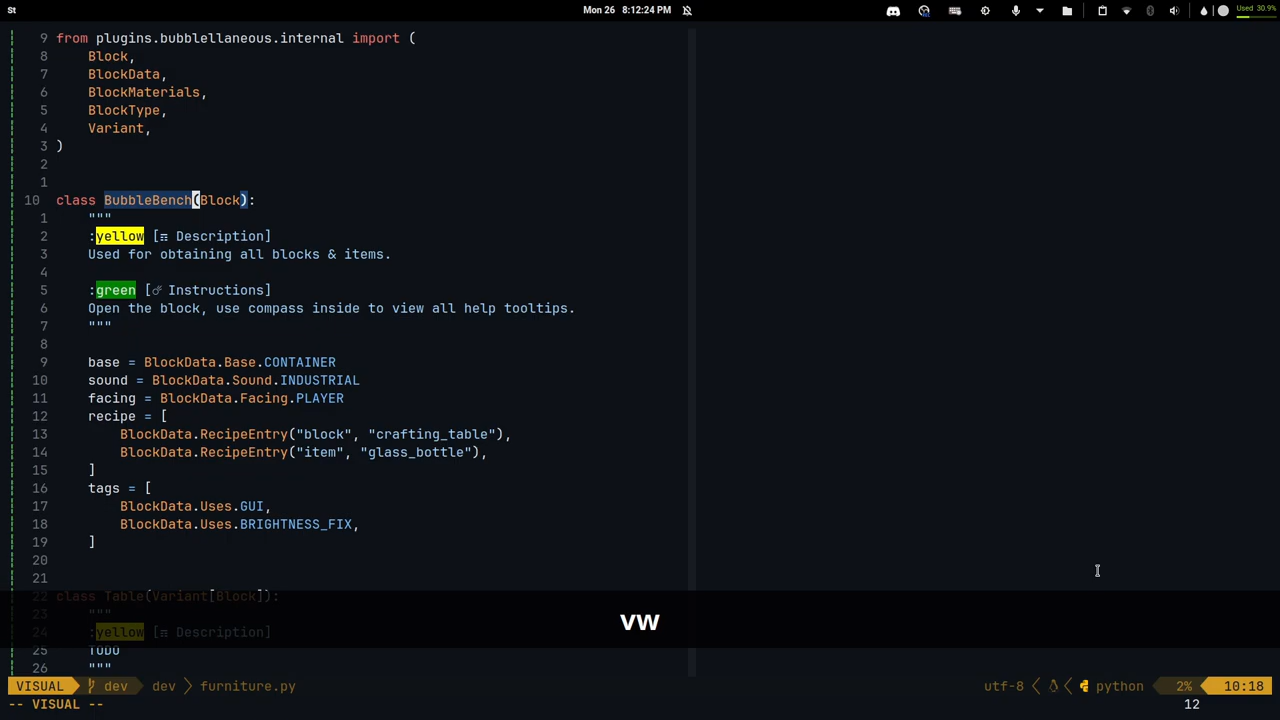 St Mon 26 8:12:24 PM Used 30.9%
9 from plugins.bubblellaneous.internal import (
8 Block,
7 BlockData,
6 BlockMaterials,
5 BlockType,
4 Variant,
3 )
2
1
10 class BubbleBench(Block):
1 """
2 :yellow [☶ Description]
3 Used for obtaining all blocks & items.
4
5 :green [☌ Instructions]
6 Open the block, use compass inside to view all help tooltips.
7 """
8
9 base = BlockData.Base.CONTAINER
10 sound = BlockData.Sound.INDUSTRIAL
11 facing = BlockData.Facing.PLAYER
12 recipe = [
13 BlockData.RecipeEntry("block", "crafting_table"),
14 BlockData.RecipeEntry("item", "glass_bottle"),
15 ]
16 tags = [
17 BlockData.Uses.GUI,
18 BlockData.Uses.BRIGHTNESS_FIX,
19 ]
20
21
22 class Table(Variant[Block]):
23 """
vw
24 :yellow [☶ Description]
25 TODO
26 """
VISUAL dev dev furniture.py utf-8 python 2% 10:18
-- VISUAL -- 12